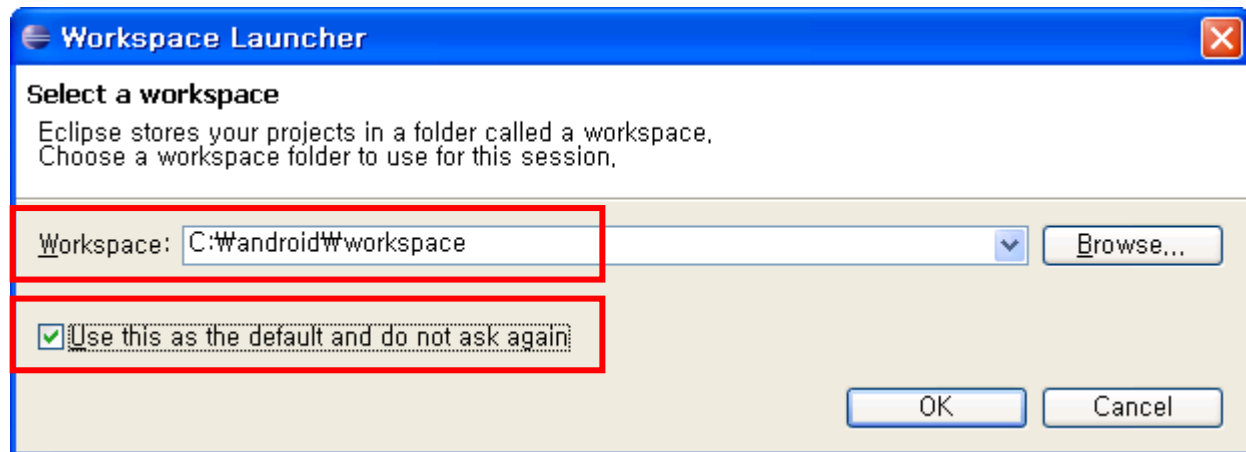 Workspace Launcher
Select a workspace
Eclipse stores your projects in a folder called a workspace,
Choose a workspace folder to use for this session,
Workspace: C:₩android₩workspace Browse,,,
Use this as the default and do not ask again
OK Cancel